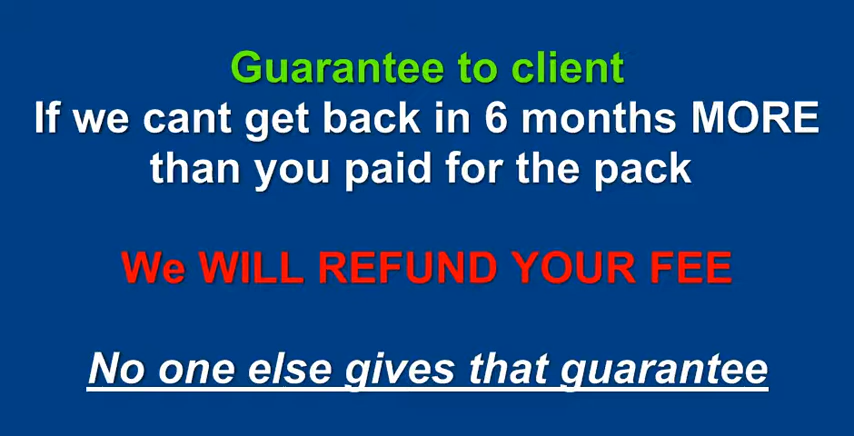 Guarantee to client
If we cant get back in 6 months MORE
than you paid for the pack
We WILL REFUND YOUR FEE
No one else gives that guarantee